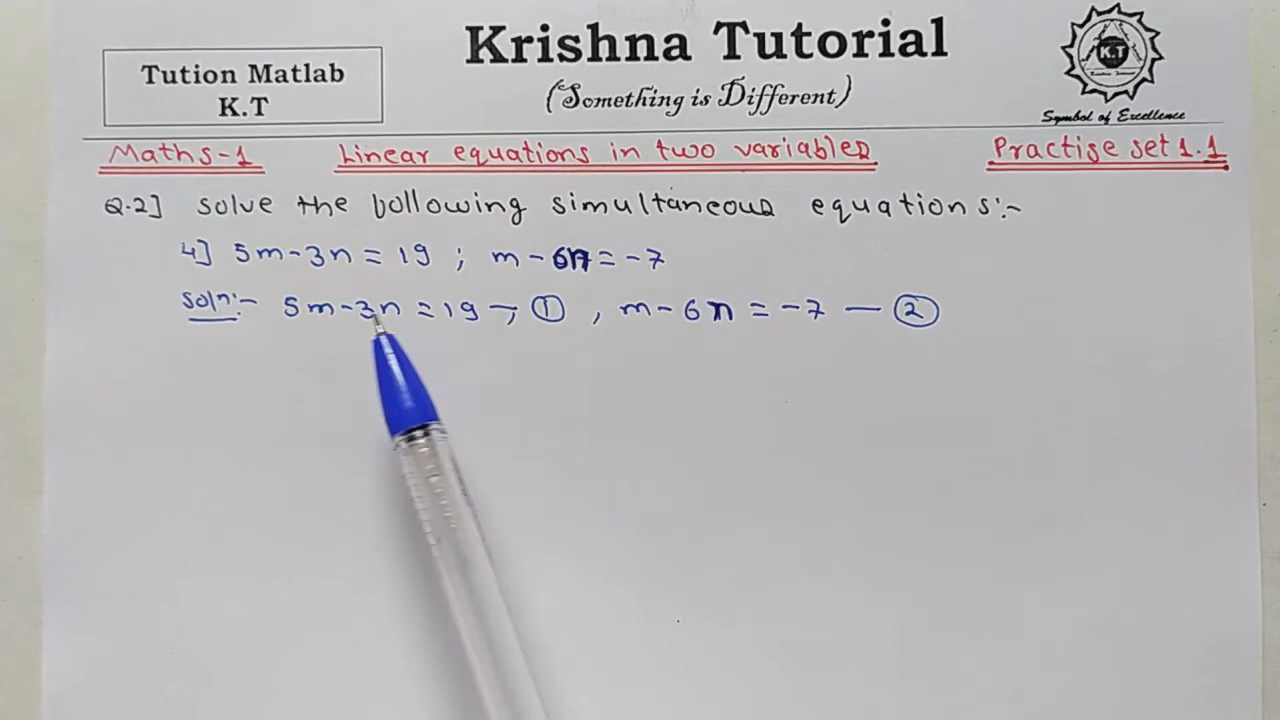 Tution Matlab
K.T
Krishna Tutorial
(Something is Different)
K.T
Symbol of Excellence
Maths-1 Linear equations in two variables Practise set 1.1
Q.2] solve the following simultaneous equations:-
4] 5m-3n=19 ; m-6n=-7
Soln:- 5m-3n=19 —, ① , m-6n=-7 — ②